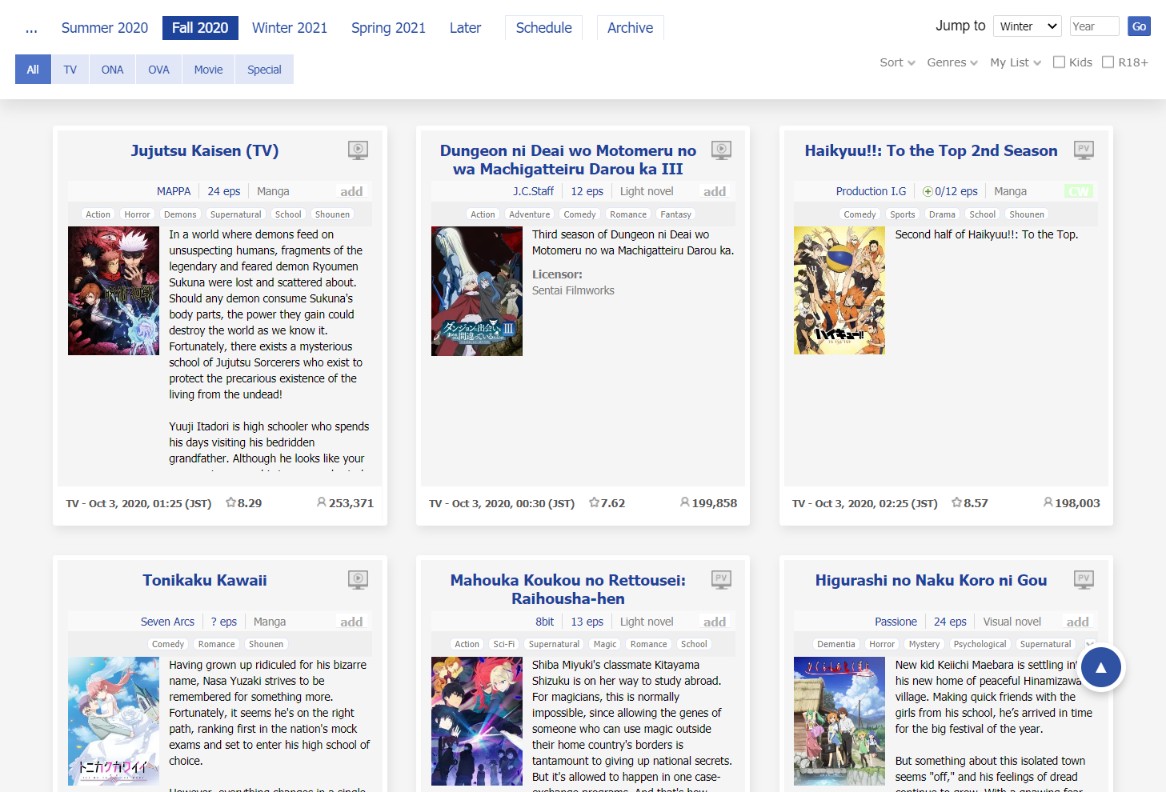 ... Summer 2020 Fall 2020 Winter 2021 Spring 2021 Later Schedule Archive Jump to Winter Year Go
All TV ONA OVA Movie Special Sort Genres My List Kids R18+
Jujutsu Kaisen (TV)
MAPPA 24 eps Manga add
Action Horror Demons Supernatural School Shounen
In a world where demons feed on
unsuspecting humans, fragments of the
legendary and feared demon Ryoumen
Sukuna were lost and scattered about.
Should any demon consume Sukuna's
body parts, the power they gain could
destroy the world as we know it.
Fortunately, there exists a mysterious
school of Jujutsu Sorcerers who exist to
protect the precarious existence of the
living from the undead!
Yuuji Itadori is high schooler who spends
his days visiting his bedridden
grandfather. Although he looks like your
TV - Oct 3, 2020, 01:25 (JST) 8.29 253,371
Dungeon ni Deai wo Motomeru no
wa Machigatteiru Darou ka III
J.C.Staff 12 eps Light novel add
Action Adventure Comedy Romance Fantasy
Third season of Dungeon ni Deai wo
Motomeru no wa Machigatteiru Darou ka.
Licensor:
Sentai Filmworks
III
TV - Oct 3, 2020, 00:30 (JST) 7.62 199,858
Haikyuu!!: To the Top 2nd Season
PV
Production I.G 0/12 eps Manga CW
Comedy Sports Drama School Shounen
Second half of Haikyuu!!: To the Top.
ハイキュー!!
TV - Oct 3, 2020, 02:25 (JST) 8.57 198,003
Tonikaku Kawaii
Seven Arcs ? eps Manga add
Comedy Romance Shounen
Having grown up ridiculed for his bizarre
name, Nasa Yuzaki strives to be
remembered for something more.
Fortunately, it seems he's on the right
path, ranking first in the nation's mock
exams and set to enter his high school of
choice.
However, everything changes in a single
トニカクカワイイ
Mahouka Koukou no Rettousei:
Raihousha-hen
PV
8bit 13 eps Light novel add
Action Sci-Fi Supernatural Magic Romance School
Shiba Miyuki's classmate Kitayama
Shizuku is on her way to study abroad.
For magicians, this is normally
impossible, since allowing the genes of
someone who can use magic outside
their home country's borders is
tantamount to giving up national secrets.
But it's allowed to happen in one case-
exchange programs. And that's how
Higurashi no Naku Koro ni Gou
PV
Passione 24 eps Visual novel add
Dementia Horror Mystery Psychological Supernatural
New kid Keiichi Maebara is settling in
his new home of peaceful Hinamizawa
village. Making quick friends with the
girls from his school, he's arrived in time
for the big festival of the year.
But something about this isolated town
seems "off," and his feelings of dread
continue to grow. With a gnawing fear